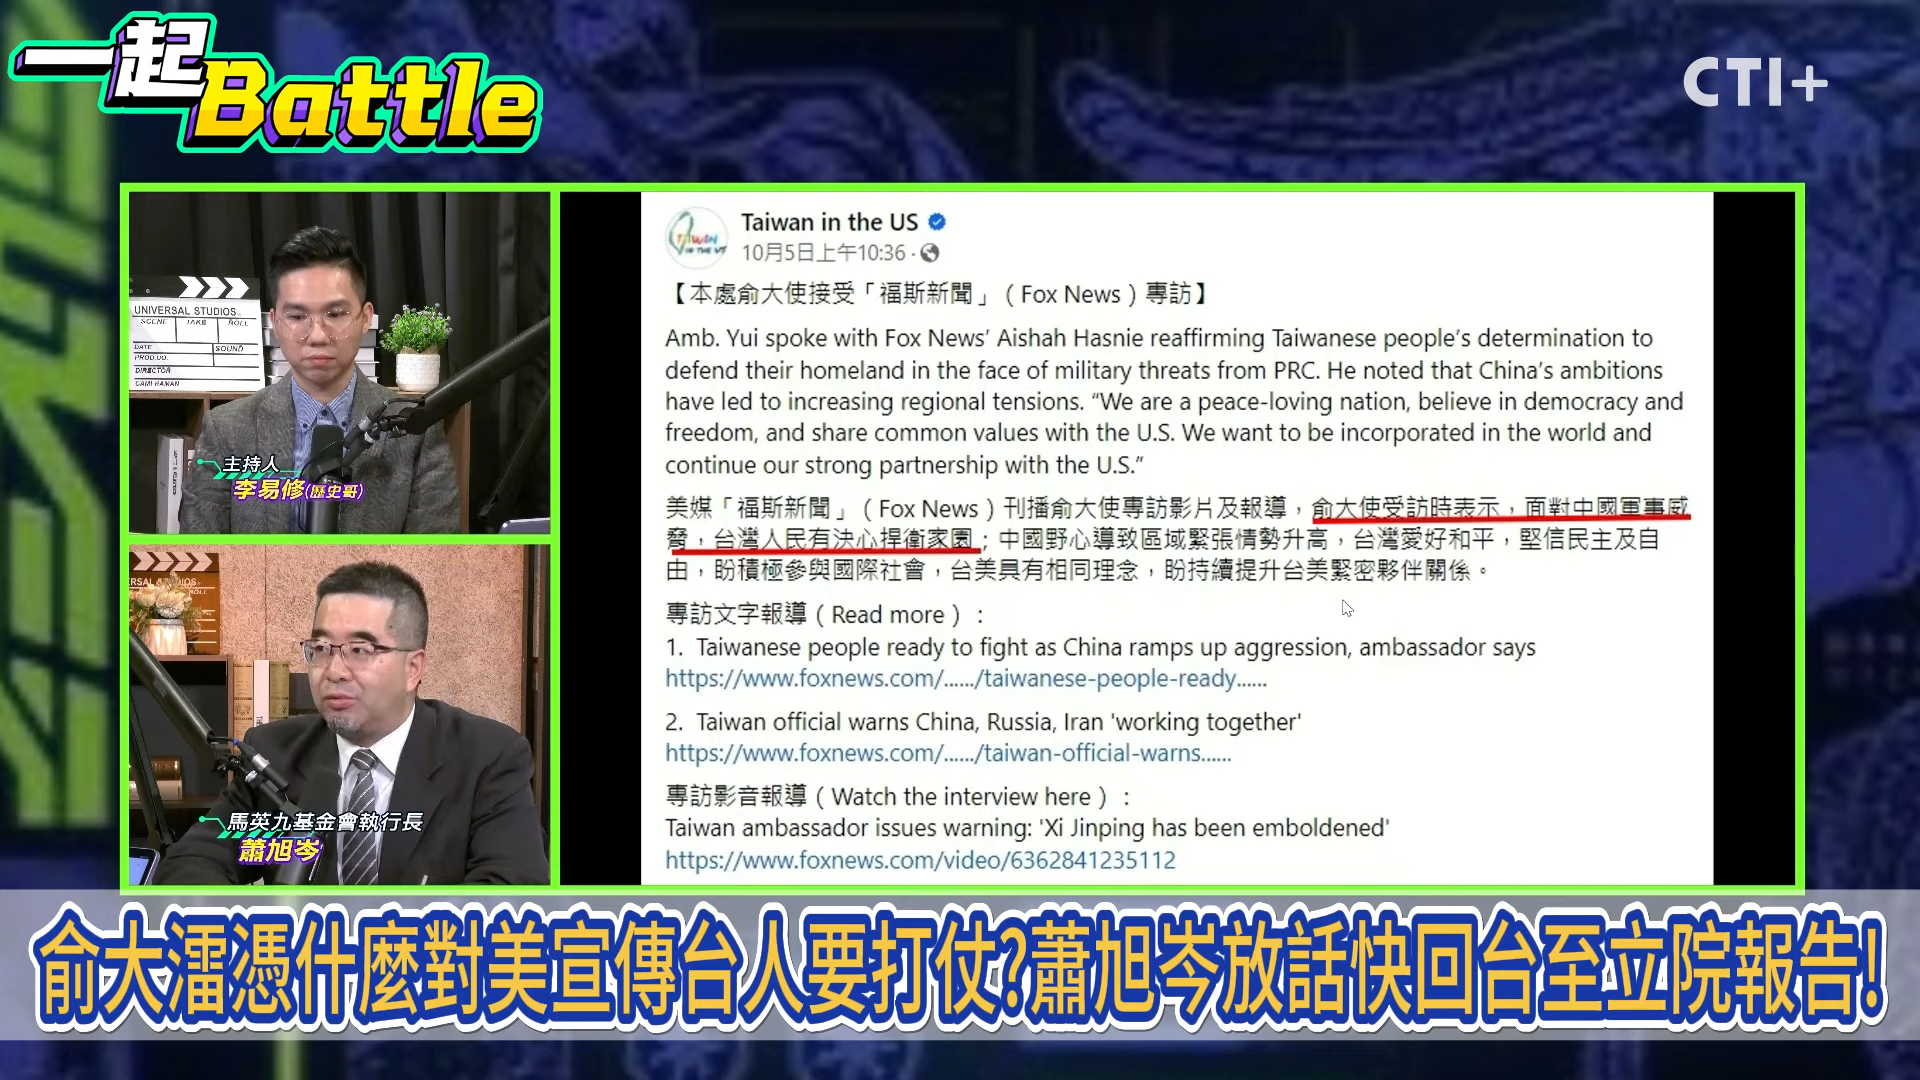 一起Battle
CTI+
UNIVERSAL STUDIOS
SCENE TAKE ROLL
DATE SOUND
PROD.CO.
DIRECTOR
CAMERAMAN
主持人
李易修(歷史哥)
馬英九基金會執行長
蕭旭岑
Taiwan in the US
10月5日上午10:36
【本處俞大使接受「福斯新聞」（Fox News）專訪】
Amb. Yui spoke with Fox News’ Aishah Hasnie reaffirming Taiwanese people’s determination to
defend their homeland in the face of military threats from PRC. He noted that China’s ambitions
have led to increasing regional tensions. “We are a peace-loving nation, believe in democracy and
freedom, and share common values with the U.S. We want to be incorporated in the world and
continue our strong partnership with the U.S.”
美媒「福斯新聞」（Fox News）刊播俞大使專訪影片及報導，俞大使受訪時表示，面對中國軍事威
脅，台灣人民有決心捍衛家園；中國野心導致區域緊張情勢升高，台灣愛好和平，堅信民主及自
由，盼積極參與國際社會，台美具有相同理念，盼持續提升台美緊密夥伴關係。
專訪文字報導（Read more）：
1. Taiwanese people ready to fight as China ramps up aggression, ambassador says
https://www.foxnews.com/....../taiwanese-people-ready......
2. Taiwan official warns China, Russia, Iran 'working together'
https://www.foxnews.com/....../taiwan-official-warns......
專訪影音報導（Watch the interview here）：
Taiwan ambassador issues warning: 'Xi Jinping has been emboldened'
https://www.foxnews.com/video/6362841235112
俞大㵢憑什麼對美宣傳台人要打仗?蕭旭岑放話快回台至立院報告!